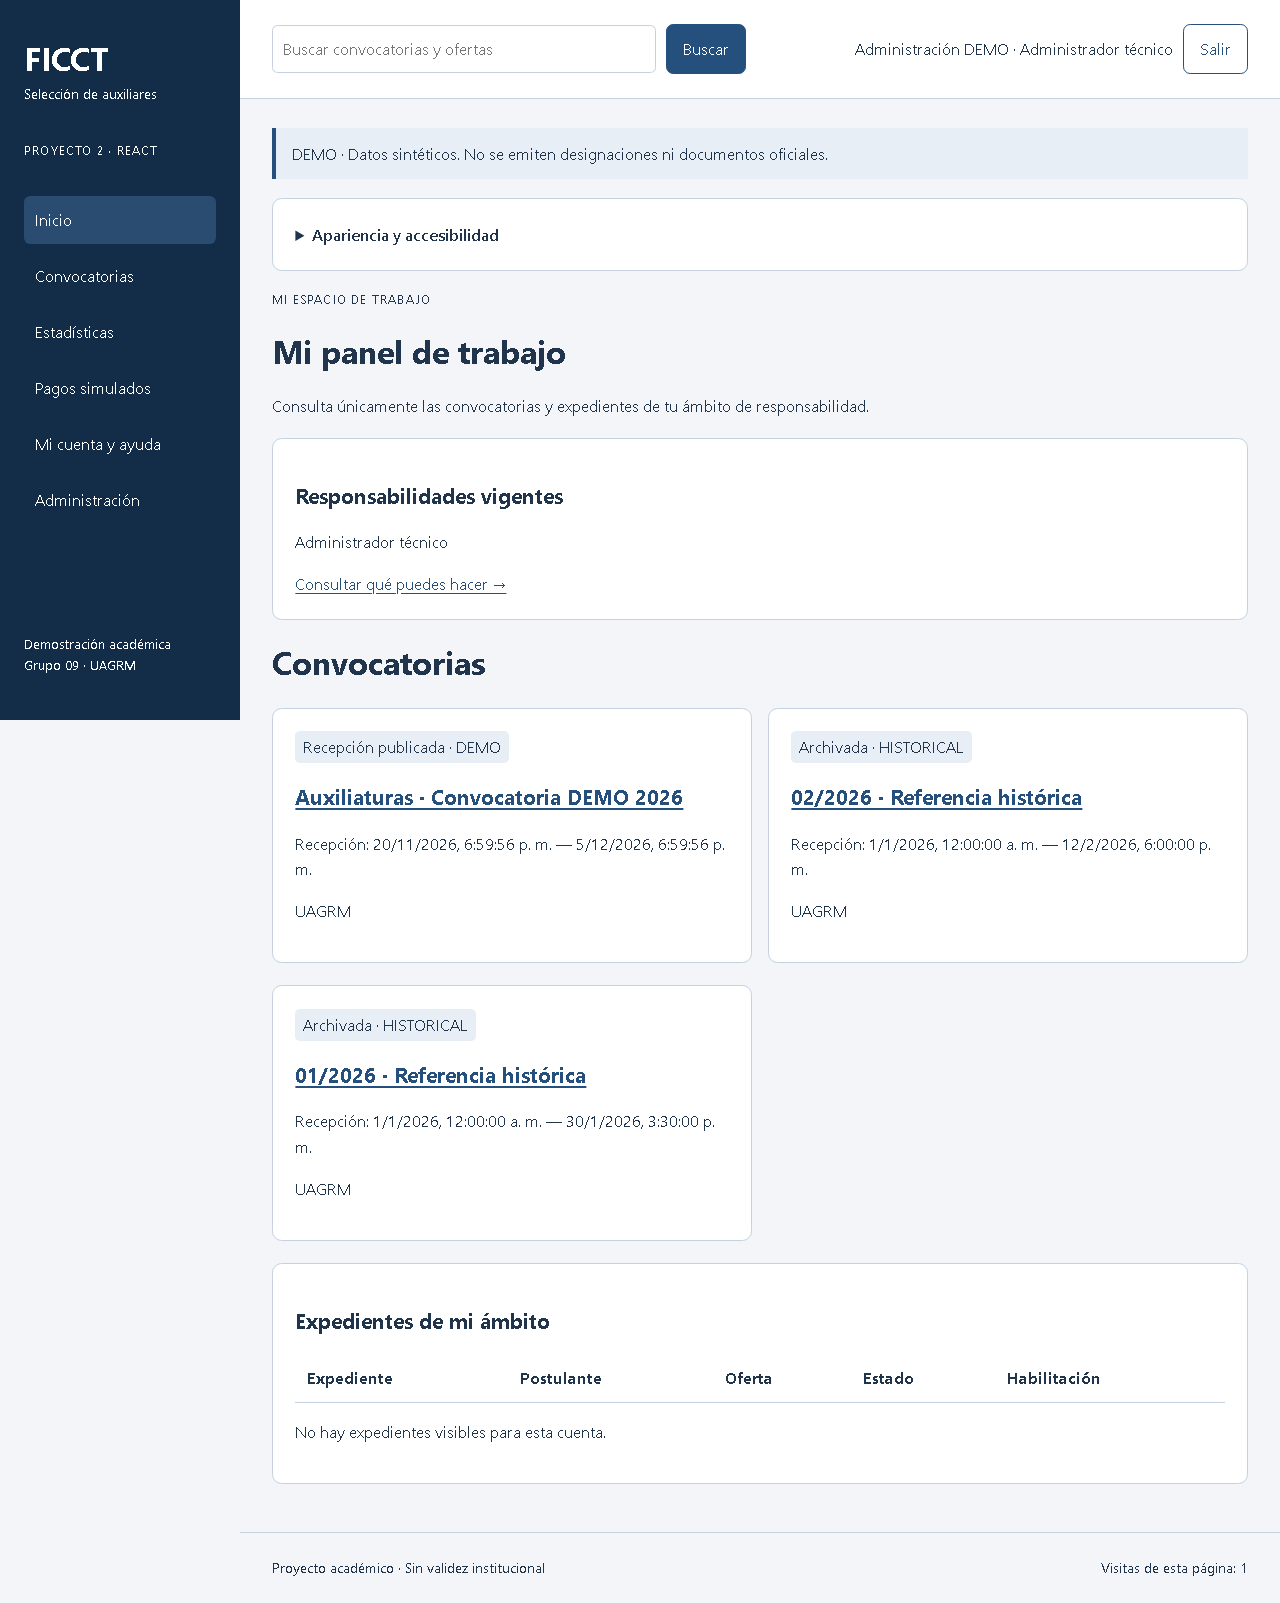 FICCT
Selección de auxiliares
PROYECTO 2 · REACT
Inicio
Convocatorias
Estadísticas
Pagos simulados
Mi cuenta y ayuda
Administración
Demostración académica
Grupo 09 · UAGRM
Buscar convocatorias y ofertas
Buscar
Administración DEMO · Administrador técnico
Salir
DEMO · Datos sintéticos. No se emiten designaciones ni documentos oficiales.
Apariencia y accesibilidad
MI ESPACIO DE TRABAJO
Mi panel de trabajo
Consulta únicamente las convocatorias y expedientes de tu ámbito de responsabilidad.
Responsabilidades vigentes
Administrador técnico
Consultar qué puedes hacer →
Convocatorias
Recepción publicada · DEMO
Auxiliaturas · Convocatoria DEMO 2026
Recepción: 20/11/2026, 6:59:56 p. m. — 5/12/2026, 6:59:56 p.
m.
UAGRM
Archivada · HISTORICAL
02/2026 · Referencia histórica
Recepción: 1/1/2026, 12:00:00 a. m. — 12/2/2026, 6:00:00 p.
m.
UAGRM
Archivada · HISTORICAL
01/2026 · Referencia histórica
Recepción: 1/1/2026, 12:00:00 a. m. — 30/1/2026, 3:30:00 p.
m.
UAGRM
Expedientes de mi ámbito
Expediente Postulante Oferta Estado Habilitación
No hay expedientes visibles para esta cuenta.
Proyecto académico · Sin validez institucional
Visitas de esta página: 1